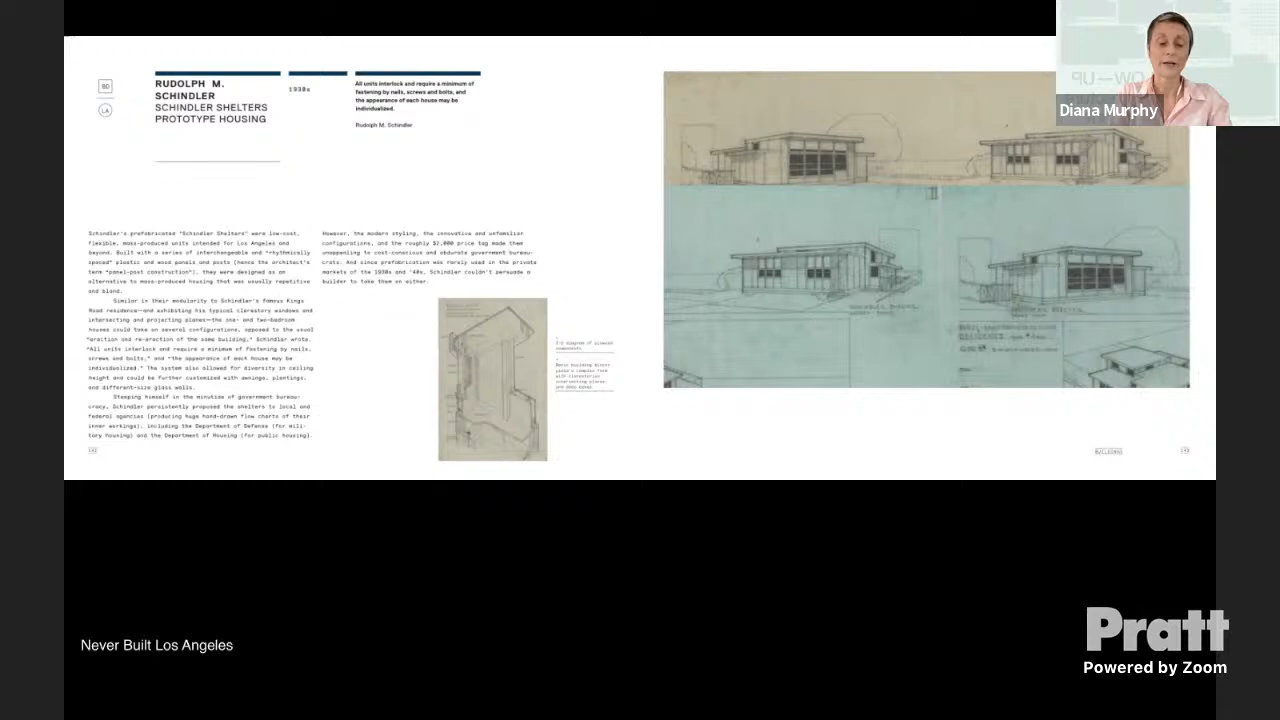 BD
LA
RUDOLPH M.
SCHINDLER
SCHINDLER SHELTERS
PROTOTYPE HOUSING
1930s
All units interlock and require a minimum of
fastening by nails, screws and bolts, and
the appearance of each house may be
individualized.
Rudolph M. Schindler
Schindler's prefabricated "Schindler Shelters" were low-cost,
flexible, mass-produced units intended for Los Angeles and
beyond. Built with a series of interchangeable and "rhythmically
spaced" plastic and wood panels and posts (hence the architect's
term "panel-post construction"), they were designed as an
alternative to mass-produced housing that was usually repetitive
and bland.
Similar in their modularity to Schindler's famous Kings
Road residence—and exhibiting his typical clerestory windows and
intersecting and projecting planes—the one- and two-bedroom
houses could take on several configurations, opposed to the usual
"erection and re-erection of the same building," Schindler wrote.
"All units interlock and require a minimum of fastening by nails,
screws and bolts," and "the appearance of each house may be
individualized." The system also allowed for diversity in ceiling
height and could be further customized with awnings, plantings,
and different-size glass walls.
Steeping himself in the minutiae of government bureau-
cracy, Schindler persistently proposed the shelters to local and
federal agencies (producing huge hand-drawn flow charts of their
inner workings), including the Department of Defense (for mili-
tary housing) and the Department of Housing (for public housing).
However, the modern styling, the innovative and unfamiliar
configurations, and the roughly $2,000 price tag made them
unappealing to cost-conscious and obdurate government bureau-
crats. And since prefabrication was rarely used in the private
markets of the 1930s and '40s, Schindler couldn't persuade a
builder to take them on either.
components.
BUILDINGS
Diana Murphy
Never Built Los Angeles
Pratt
Powered by Zoom